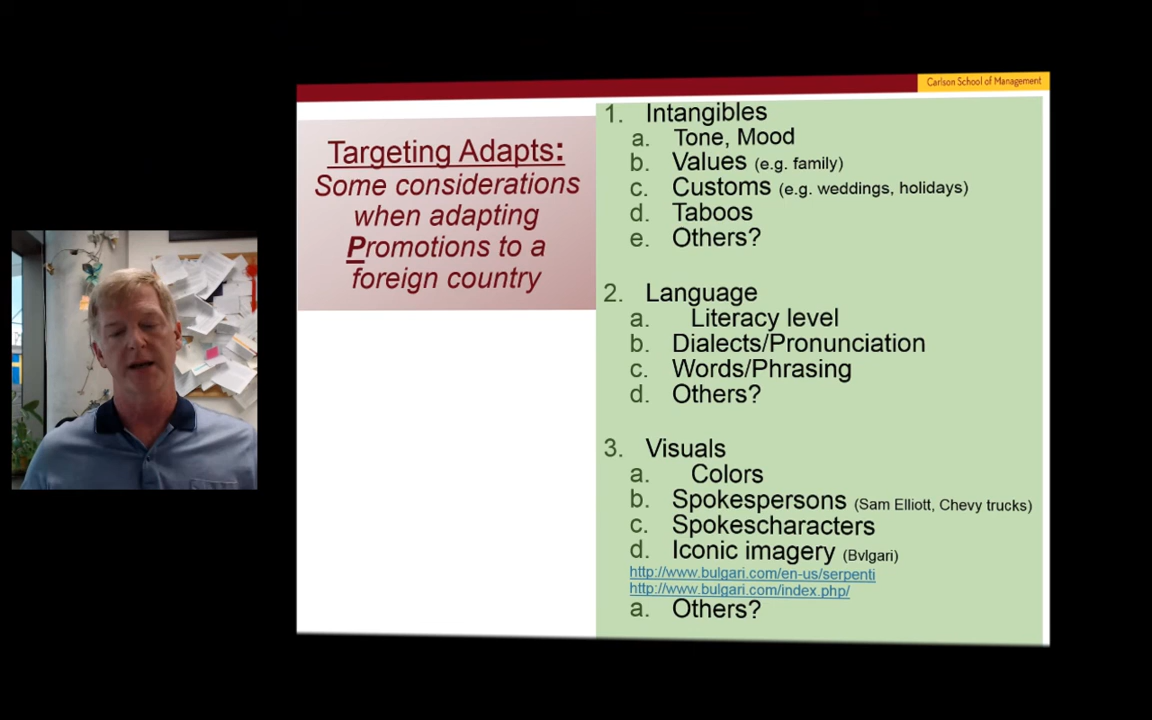 Carlson School of Management
Targeting Adapts:
Some considerations
when adapting
Promotions to a
foreign country
1. Intangibles
a. Tone, Mood
b. Values (e.g. family)
c. Customs (e.g. weddings, holidays)
d. Taboos
e. Others?
2. Language
a. Literacy level
b. Dialects/Pronunciation
c. Words/Phrasing
d. Others?
3. Visuals
a. Colors
b. Spokespersons (Sam Elliott, Chevy trucks)
c. Spokescharacters
d. Iconic imagery (Bvlgari)
http://www.bulgari.com/en-us/serpenti
http://www.bulgari.com/index.php/
a. Others?